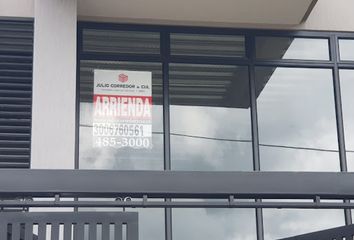 JULIO CORREDOR & CIA.
ARRIENDA
3006760561
485-3000